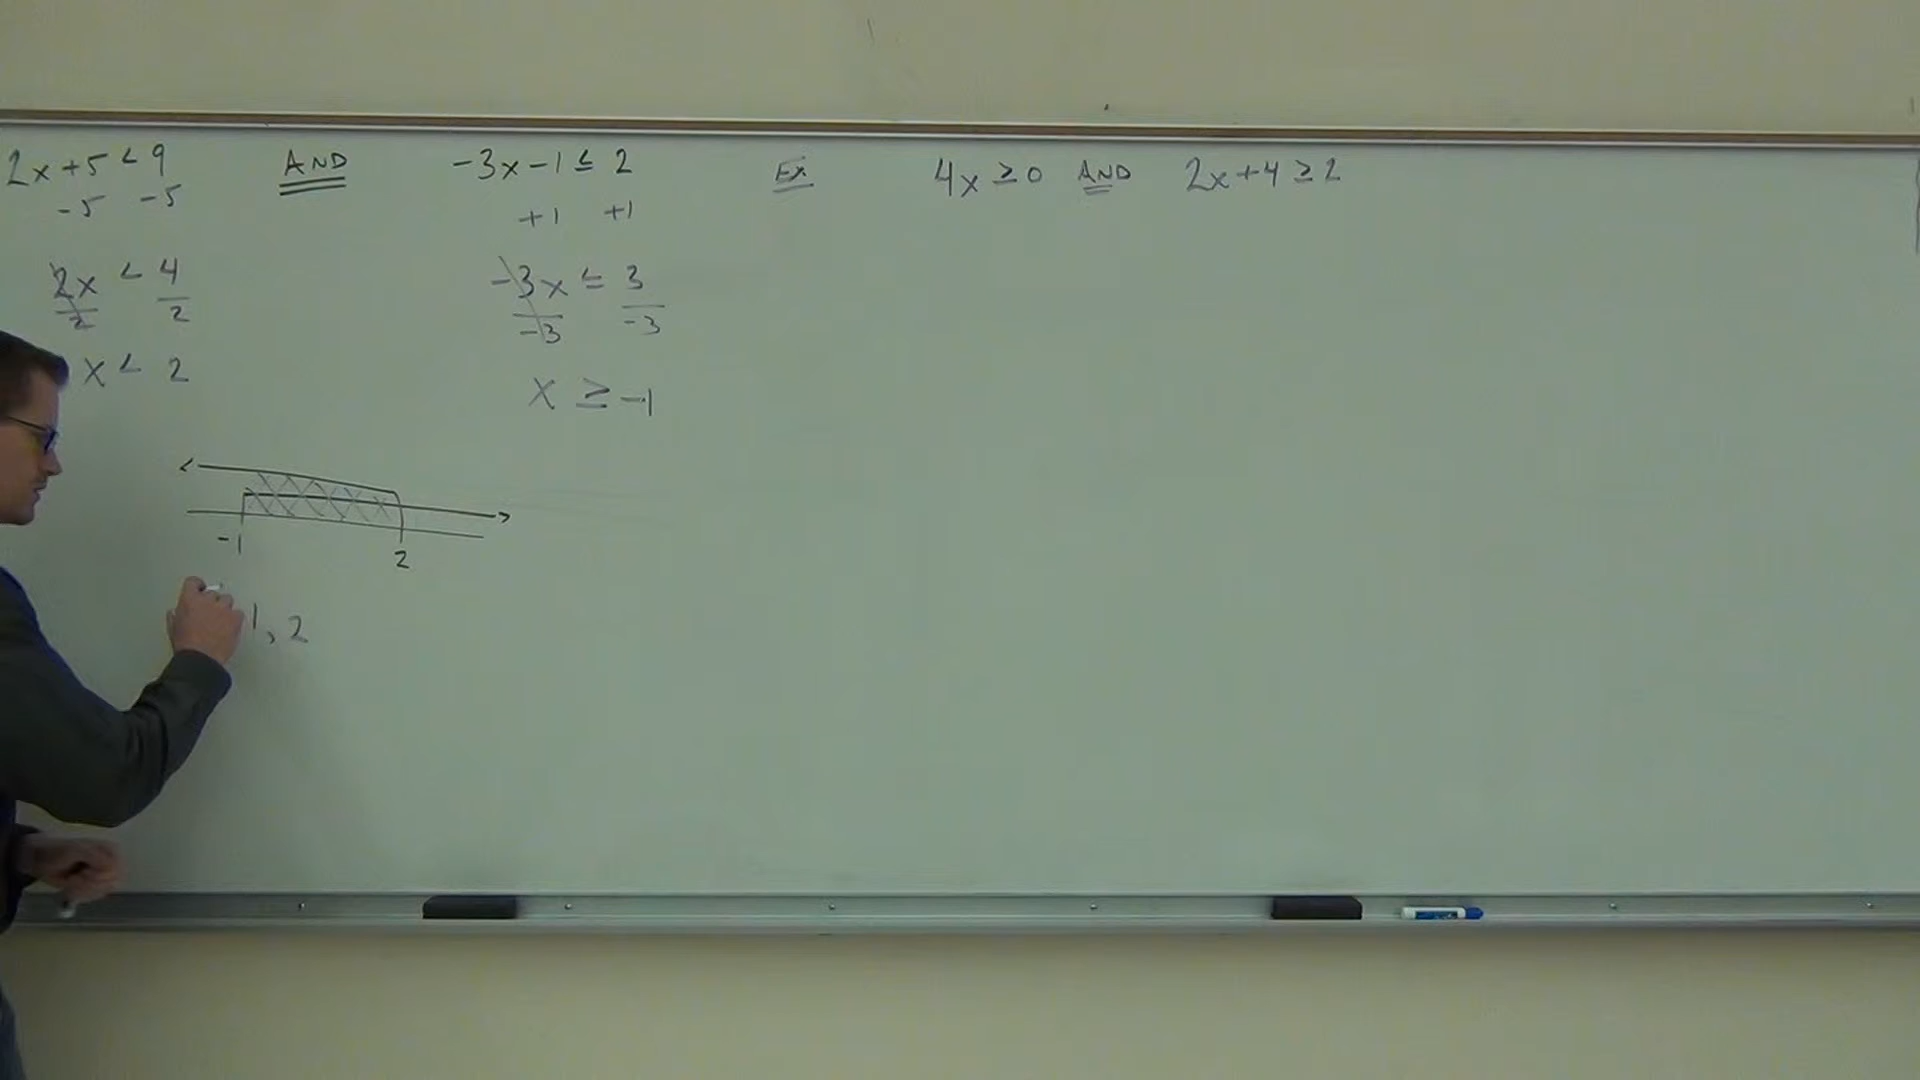 2x+5 < 9 AND -3x-1 ≤ 2
-5 -5 +1 +1
2x < 4 -3x ≤ 3
2 2 -3 -3
x < 2 x ≥ -1
-1 2
1, 2
Ex 4x ≥ 0 AND 2x+4 ≥ 2